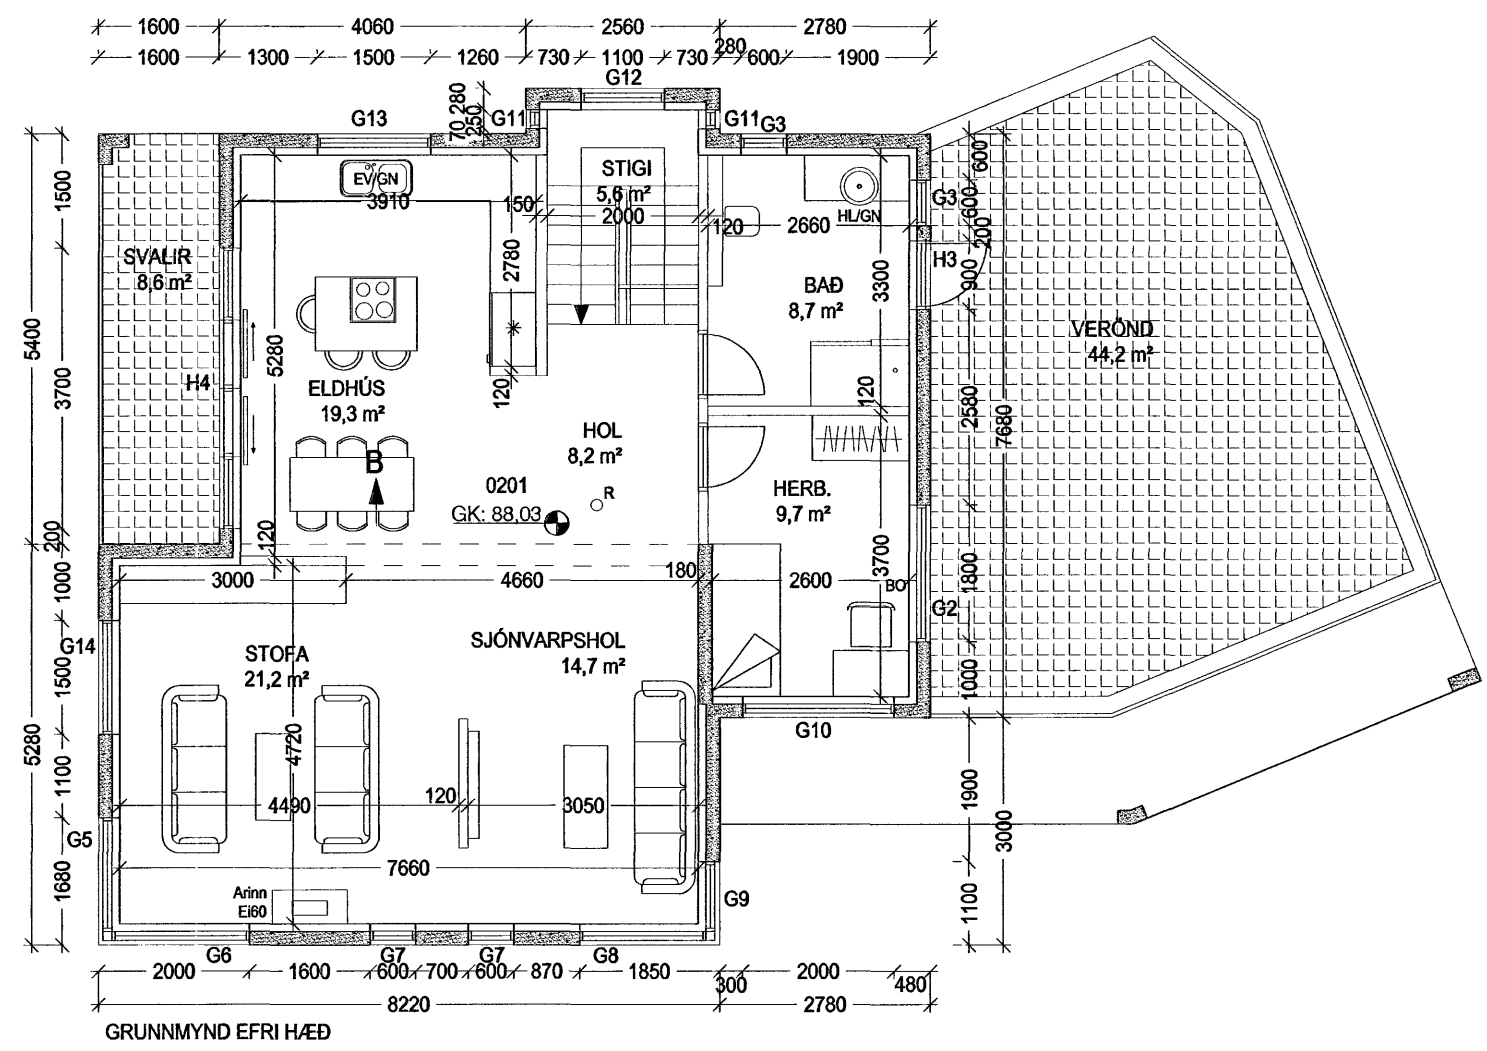 1600 4060 2560 2780
1600 1300 1500 1260 730 1100 730 280 600 1900
G12
G13 70 250 280 G11 G11 G3
STIGI
5,6 m²
EV/GN
3910 150 2000 120 2660
HL/GN
G3
600
600
200
900
H3
SVALIR
8,6 m²
2780
BAÐ
8,7 m²
3300
1500
5400
3700
5280
VERÖND
44,2 m²
H4
ELDHÚS
19,3 m²
120
120
2580
7680
HOL
8,2 m²
B
0201
GK: 88,03
R
HERB.
9,7 m²
200
120
3000 4660 180 2600
3700
BO
1800
G2
1000
G14
1500
STOFA
21,2 m²
SJÓNVARPSHOL
14,7 m²
1000
G10
5280
4720
1100
4490 120 3050
1900
3000
G5
7660
1680
Arinn
Ei60
G9
1100
G6 G7 G7 G8
2000 1600 600 700 600 870 1850 300 2000 480
8220 2780
GRUNNMYND EFRI HÆÐ